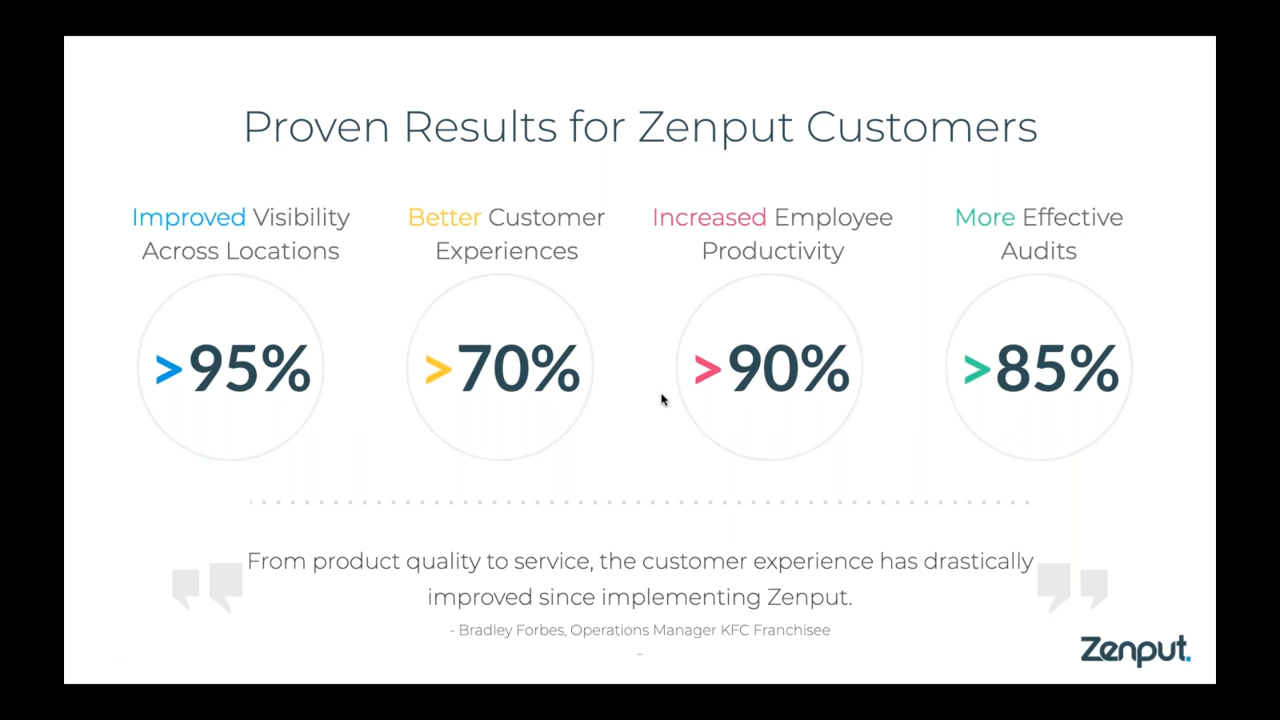 Proven Results for Zenput Customers
Improved Visibility
Across Locations
>95%
Better Customer
Experiences
>70%
Increased Employee
Productivity
>90%
More Effective
Audits
>85%
From product quality to service, the customer experience has drastically
improved since implementing Zenput.
- Bradley Forbes, Operations Manager KFC Franchisee
-
Zenput.